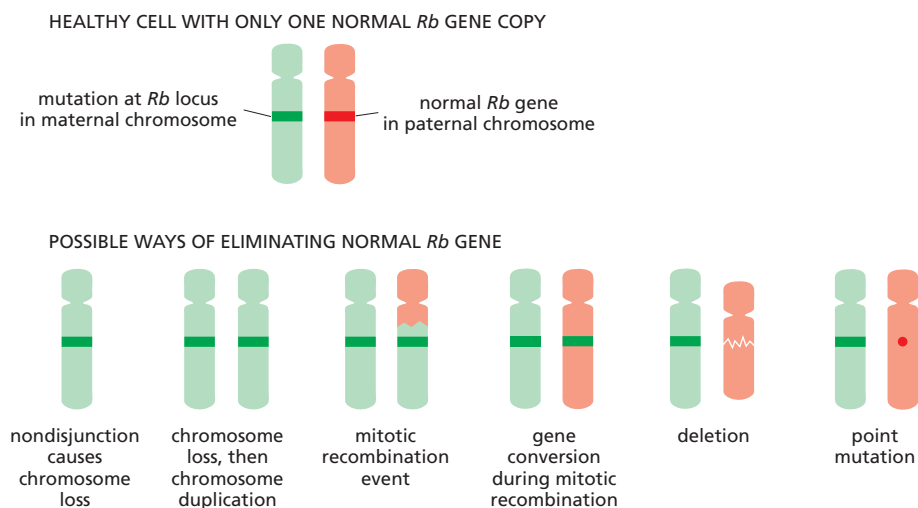 HEALTHY CELL WITH ONLY ONE NORMAL Rb GENE COPY
mutation at Rb locus
in maternal chromosome
normal Rb gene
in paternal chromosome
POSSIBLE WAYS OF ELIMINATING NORMAL Rb GENE
nondisjunction
causes
chromosome
loss
chromosome
loss, then
chromosome
duplication
mitotic
recombination
event
gene
conversion
during mitotic
recombination
deletion
point
mutation